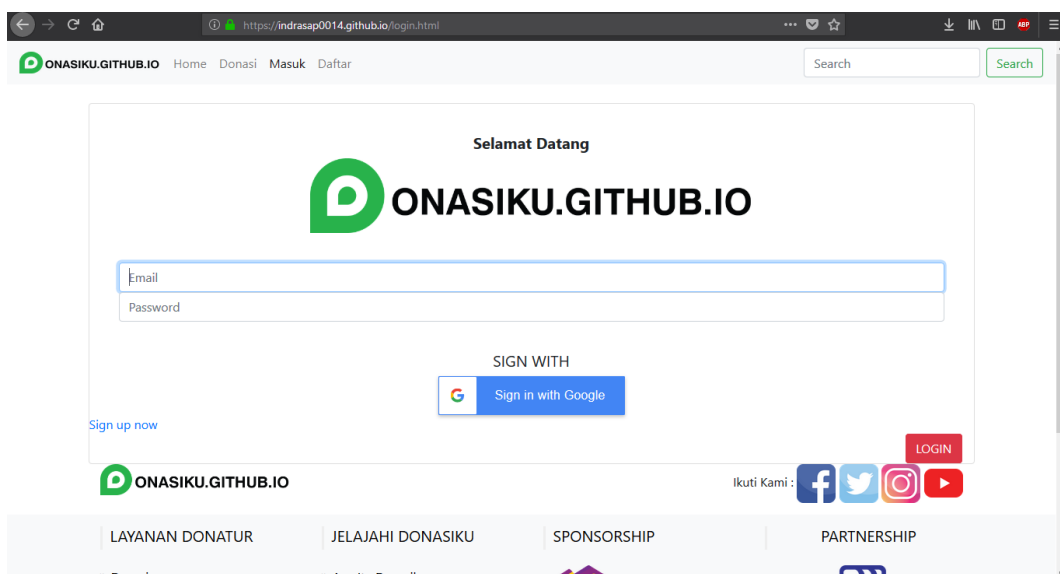 https://indrasap0014.github.io/login.html
ABP
ONASIKU.GITHUB.IO Home Donasi Masuk Daftar Search Search
Selamat Datang
ONASIKU.GITHUB.IO
Email
Password
SIGN WITH
G Sign in with Google
Sign up now
LOGIN
ONASIKU.GITHUB.IO Ikuti Kami :
LAYANAN DONATUR JELAJAHI DONASIKU SPONSORSHIP PARTNERSHIP